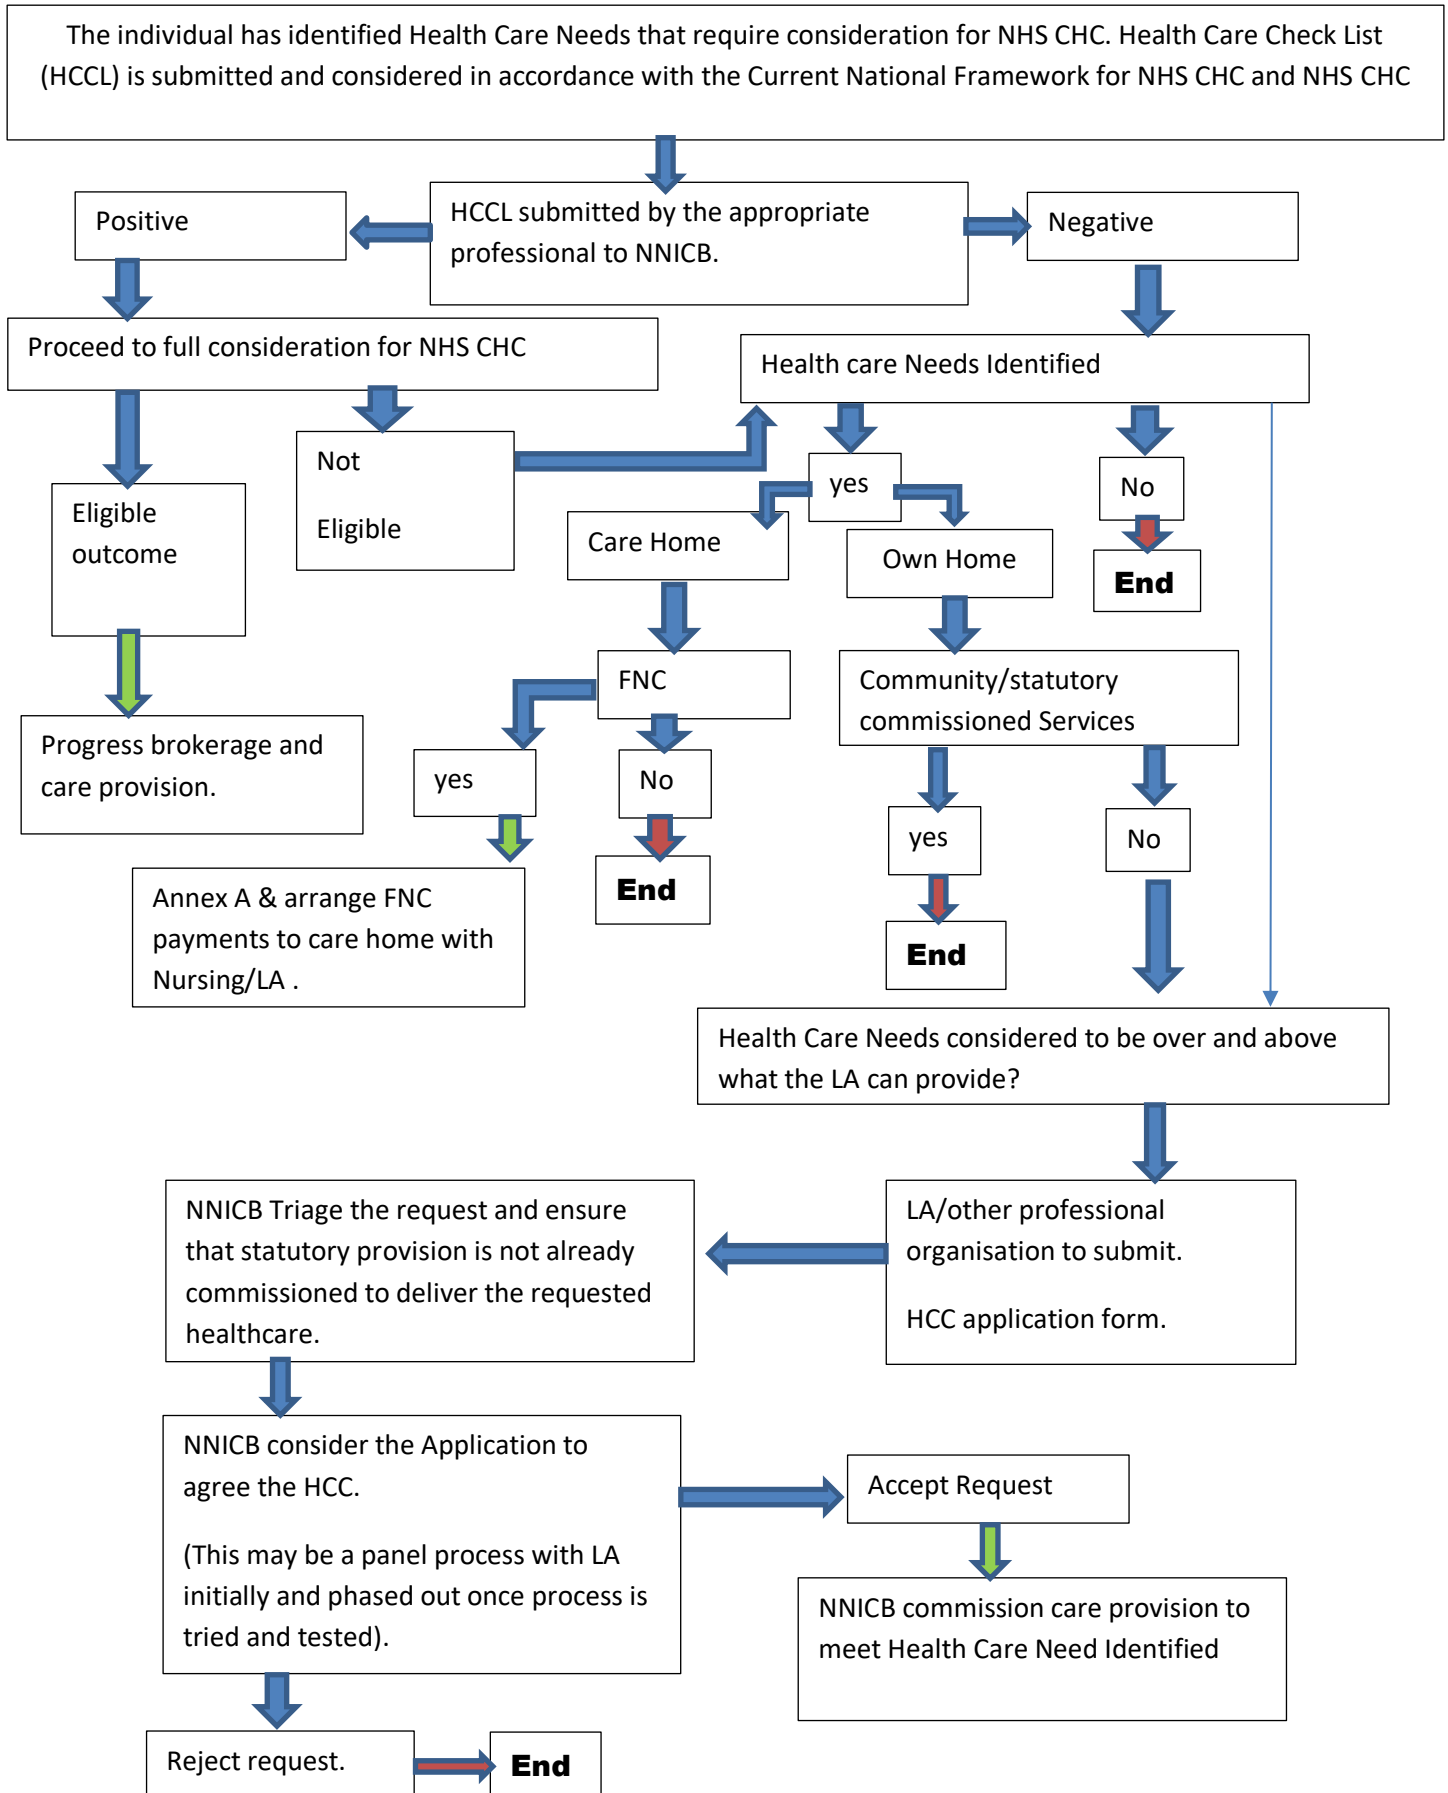 The individual has identified Health Care Needs that require consideration for NHS CHC. Health Care Check List
(HCCL) is submitted and considered in accordance with the Current National Framework for NHS CHC and NHS CHC
Positive
HCCL submitted by the appropriate
professional to NNICB.
Negative
Proceed to full consideration for NHS CHC
Health care Needs Identified
Not
Eligible
yes
No
Eligible
outcome
Care Home
Own Home
End
FNC
Community/statutory
commissioned Services
Progress brokerage and
care provision.
yes
No
yes
No
Annex A & arrange FNC
payments to care home with
Nursing/LA .
End
End
Health Care Needs considered to be over and above
what the LA can provide?
NNICB Triage the request and ensure
that statutory provision is not already
commissioned to deliver the requested
healthcare.
LA/other professional
organisation to submit.
HCC application form.
NNICB consider the Application to
agree the HCC.
(This may be a panel process with LA
initially and phased out once process is
tried and tested).
Accept Request
NNICB commission care provision to
meet Health Care Need Identified
Reject request.
End